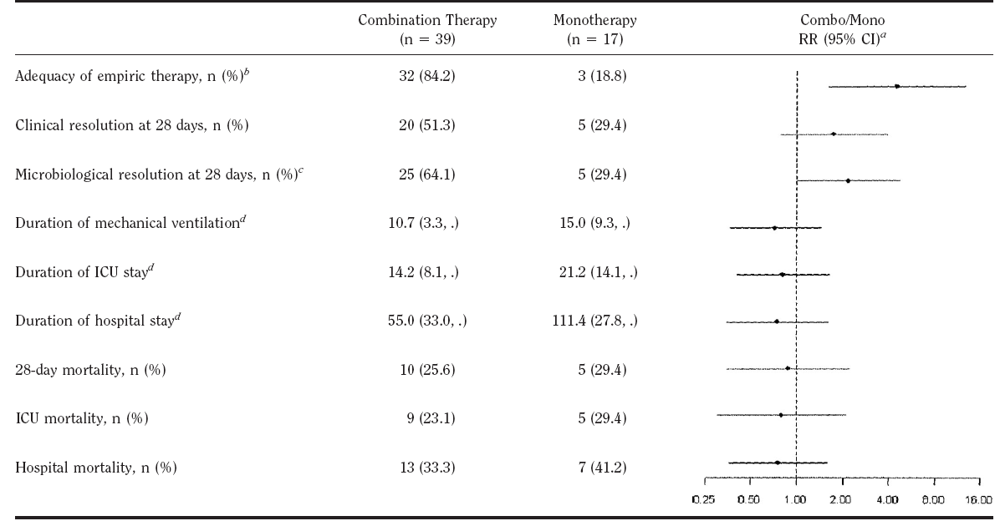 Combination Therapy Monotherapy Combo/Mono
(n = 39) (n = 17) RR (95% CI)a
Adequacy of empiric therapy, n (%)b 32 (84.2) 3 (18.8)
Clinical resolution at 28 days, n (%) 20 (51.3) 5 (29.4)
Microbiological resolution at 28 days, n (%)c 25 (64.1) 5 (29.4)
Duration of mechanical ventilationd 10.7 (3.3, .) 15.0 (9.3, .)
Duration of ICU stayd 14.2 (8.1, .) 21.2 (14.1, .)
Duration of hospital stayd 55.0 (33.0, .) 111.4 (27.8, .)
28-day mortality, n (%) 10 (25.6) 5 (29.4)
ICU mortality, n (%) 9 (23.1) 5 (29.4)
Hospital mortality, n (%) 13 (33.3) 7 (41.2)
0.25 0.50 1.00 2.00 4.00 8.00 16.00